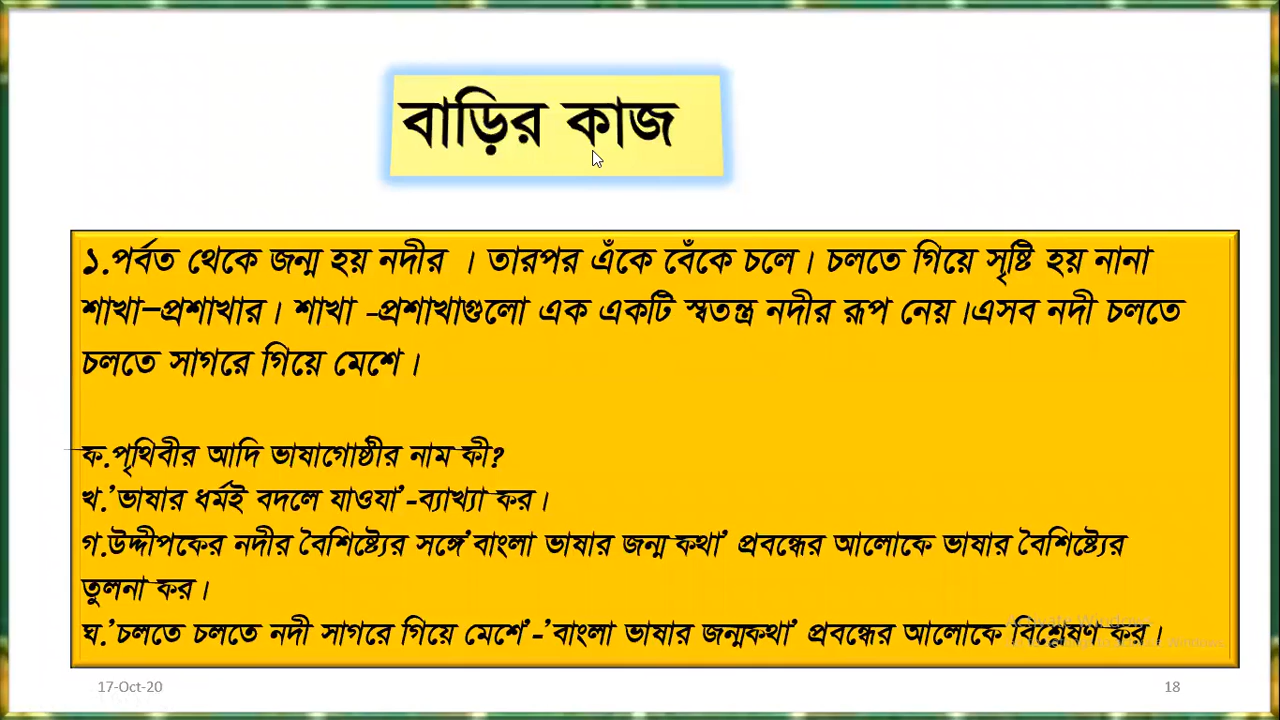 বাড়ির কাজ
১.পর্বত থেকে জন্ম হয় নদীর । তারপর এঁকে বেঁকে চলে। চলতে গিয়ে সৃষ্টি হয় নানা
শাখা–প্রশাখার। শাখা -প্রশাখাগুলো এক একটি স্বতন্ত্র নদীর রূপ নেয়।এসব নদী চলতে
চলতে সাগরে গিয়ে মেশে।
ক.পৃথিবীর আদি ভাষাগোষ্ঠীর নাম কী?
খ.’ভাষার ধর্মই বদলে যাওযা’-ব্যাখ্যা কর।
গ.উদ্দীপকের নদীর বৈশিষ্ট্যের সঙ্গে’বাংলা ভাষার জন্ম কথা’ প্রবন্ধের আলোকে ভাষার বৈশিষ্ট্যের
তুলনা কর।
ঘ.’চলতে চলতে নদী সাগরে গিয়ে মেশে’-’বাংলা ভাষার জন্মকথা’ প্রবন্ধের আলোকে বিশ্লেষণ কর।
17-Oct-20
18